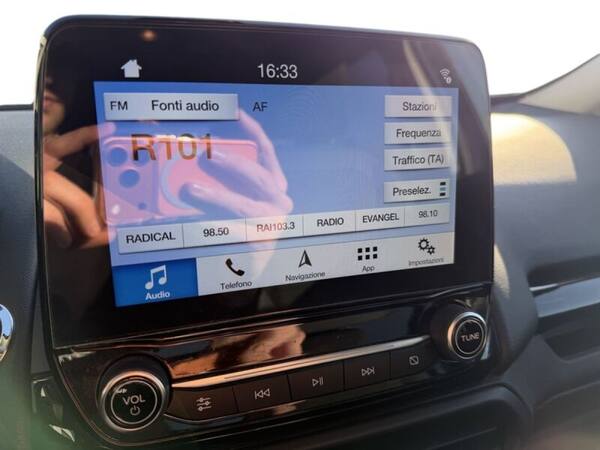 16:33
FM Fonti audio AF Stazioni
R101 Frequenza
Traffico (TA)
Preselez.
RADICAL 98.50 RAI103.3 RADIO EVANGEL 98.10
Audio Telefono Navigazione App Impostazioni
VOL TUNE